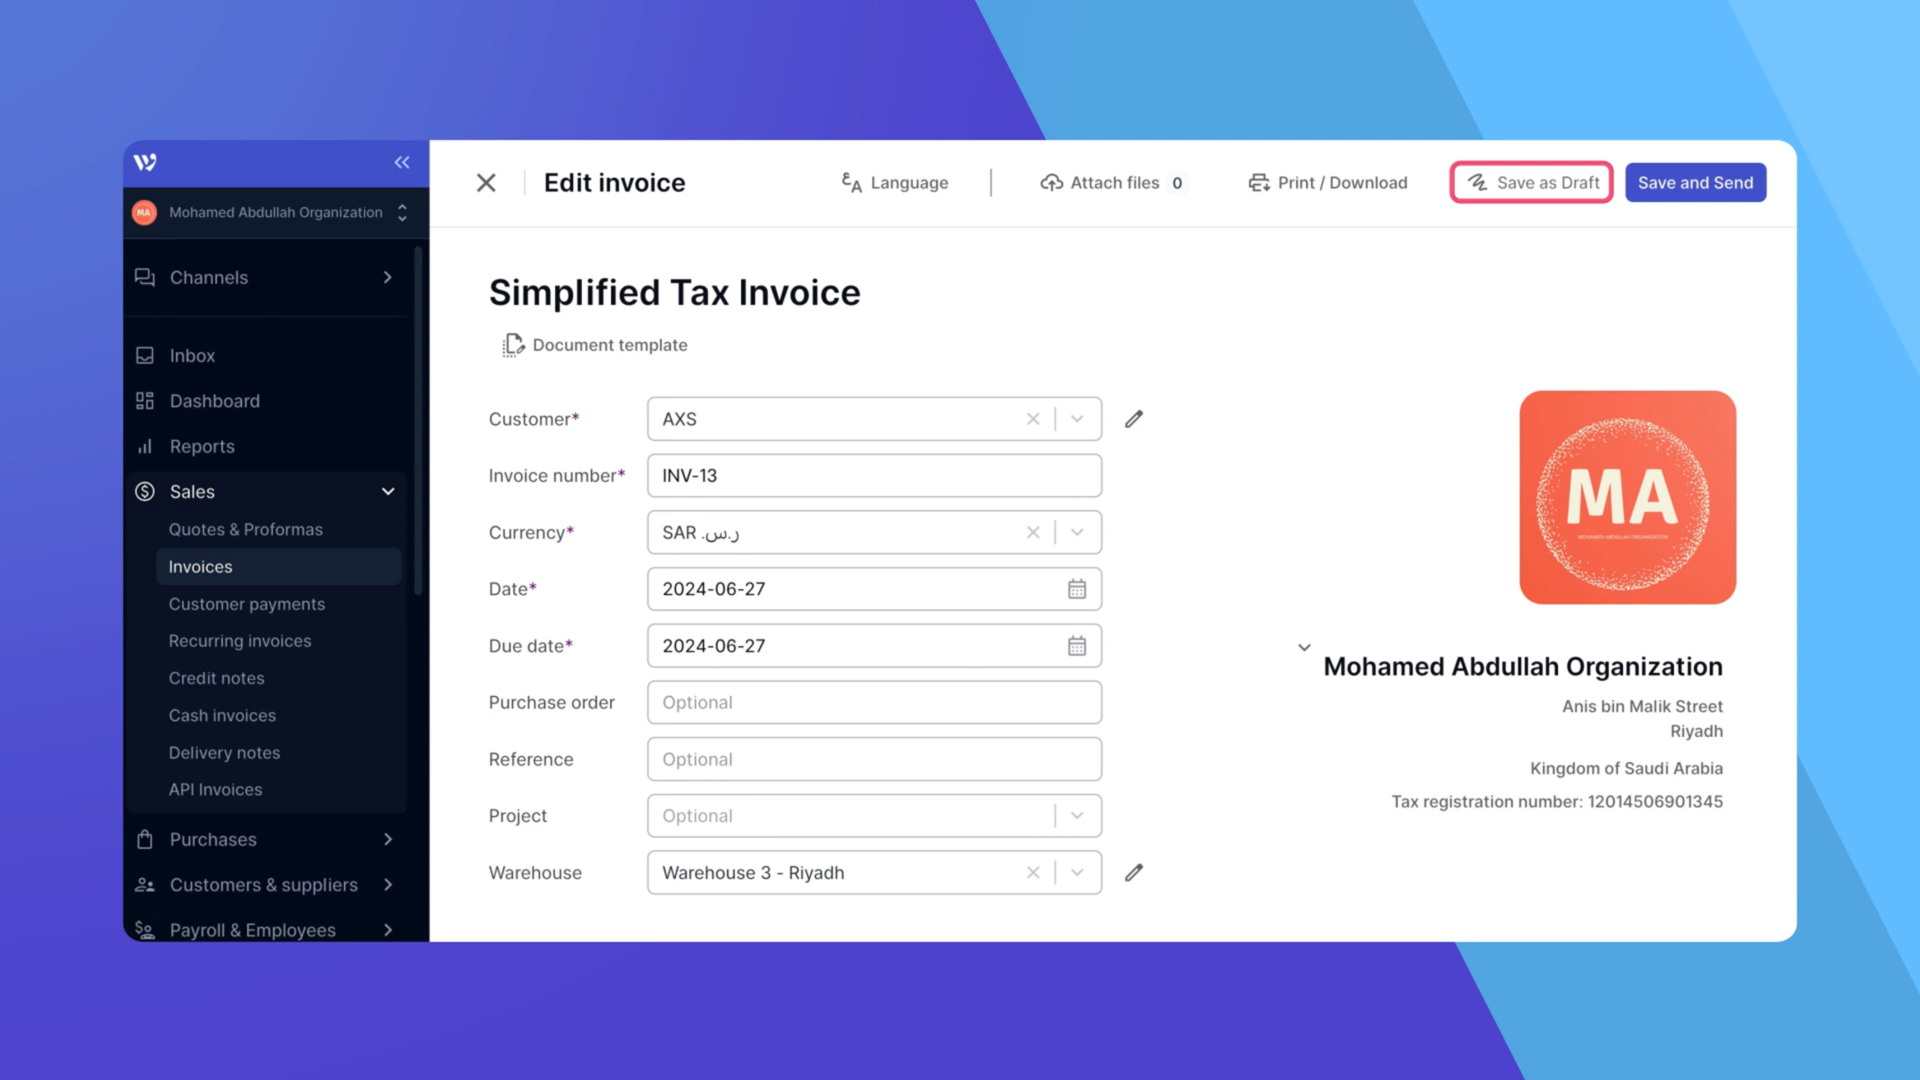 MA
Mohamed Abdullah Organization
Channels
Inbox
Dashboard
Reports
Sales
Quotes & Proformas
Invoices
Customer payments
Recurring invoices
Credit notes
Cash invoices
Delivery notes
API Invoices
Purchases
Customers & suppliers
Payroll & Employees
Edit invoice
Language
Attach files 0
Print / Download
Save as Draft
Save and Send
Simplified Tax Invoice
Document template
Customer* AXS
Invoice number* INV-13
Currency* SAR ر.س.
Date* 2024-06-27
Due date* 2024-06-27
Purchase order Optional
Reference Optional
Project Optional
Warehouse Warehouse 3 - Riyadh
MA
MOHAMED ABDULLAH ORGANIZATION
Mohamed Abdullah Organization
Anis bin Malik Street
Riyadh
Kingdom of Saudi Arabia
Tax registration number: 12014506901345